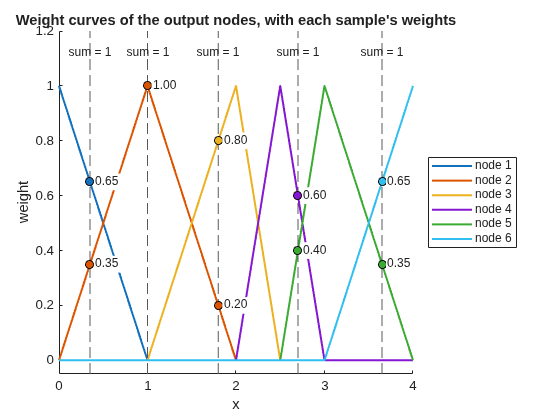 Weight curves of the output nodes, with each sample's weights
1.2
sum = 1 sum = 1 sum = 1 sum = 1 sum = 1
1
1.00
0.8
0.80
0.65
0.65
0.6
0.60
0.4
0.40
0.35
0.35
0.2
0.20
0
0 1 2 3 4
x
weight
node 1
node 2
node 3
node 4
node 5
node 6